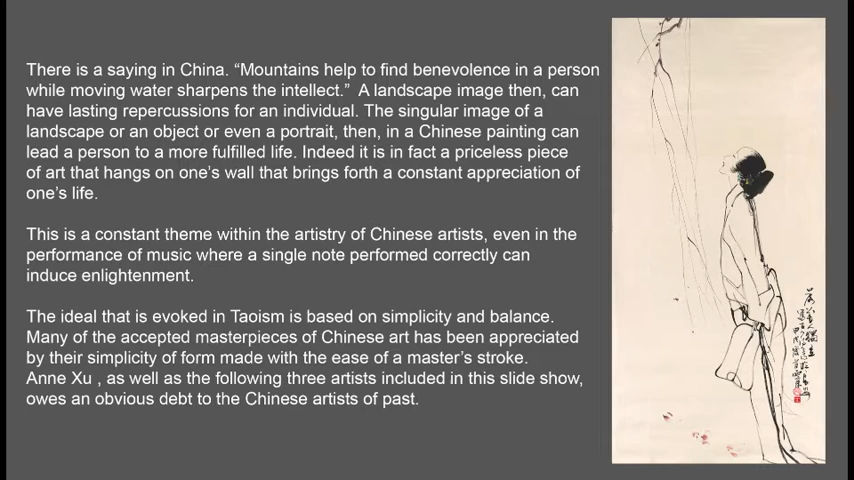 There is a saying in China. “Mountains help to find benevolence in a person
while moving water sharpens the intellect.”  A landscape image then, can
have lasting repercussions for an individual. The singular image of a
landscape or an object or even a portrait, then, in a Chinese painting can
lead a person to a more fulfilled life. Indeed it is in fact a priceless piece
of art that hangs on one’s wall that brings forth a constant appreciation of
one’s life.
This is a constant theme within the artistry of Chinese artists, even in the
performance of music where a single note performed correctly can
induce enlightenment.
The ideal that is evoked in Taoism is based on simplicity and balance.
Many of the accepted masterpieces of Chinese art has been appreciated
by their simplicity of form made with the ease of a master’s stroke.
Anne Xu , as well as the following three artists included in this slide show,
owes an obvious debt to the Chinese artists of past.